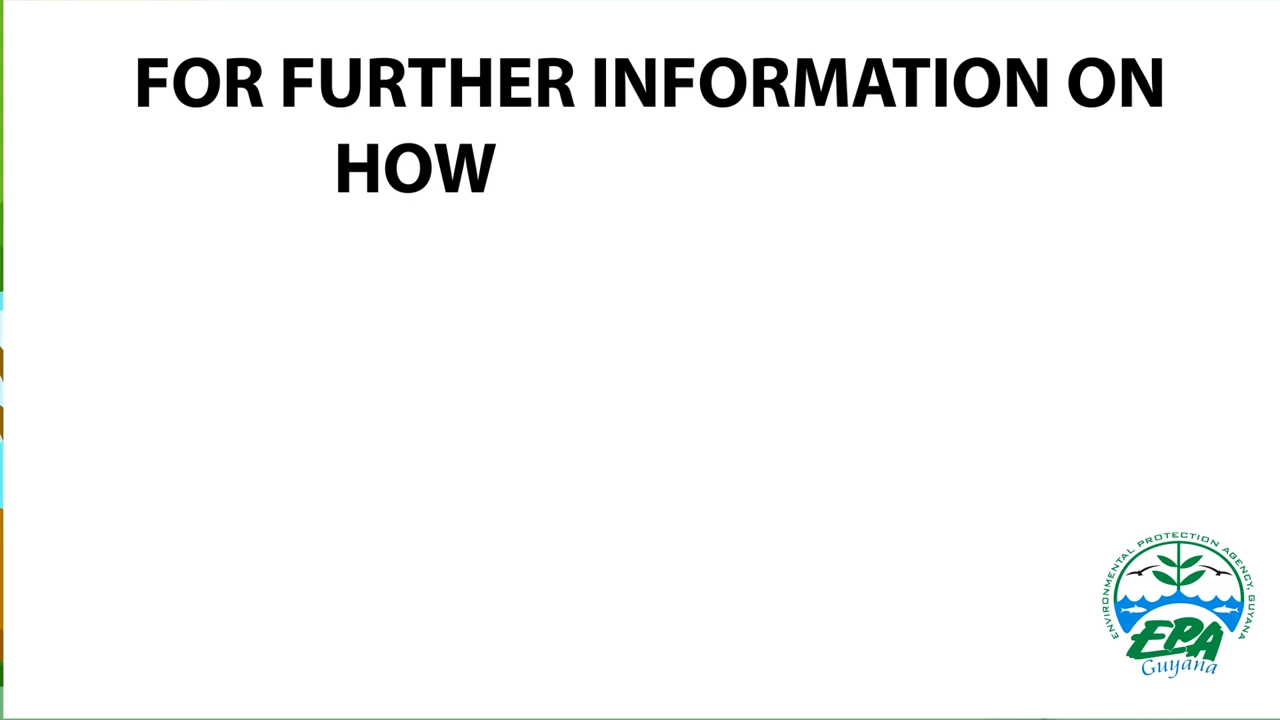 FOR FURTHER INFORMATION ON
HOW
ENVIRONMENTAL PROTECTION AGENCY, GUYANA
EPA
Guyana